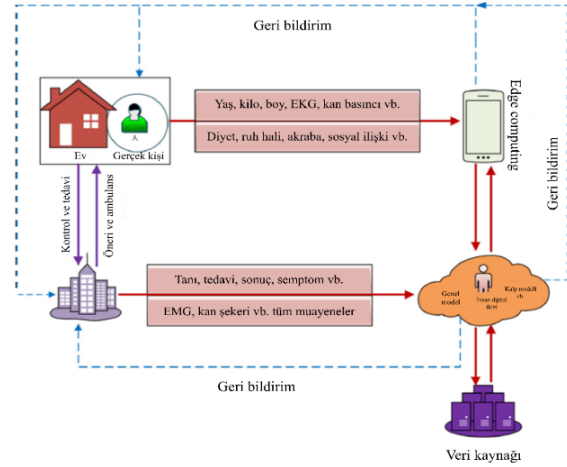 Geri bildirim
Yaş, kilo, boy, EKG, kan basıncı vb.
Diyet, ruh hali, akraba, sosyal ilişki vb.
Edge computing
Ev
Gerçek kişi
Kontrol ve tedavi
Öneri ve ambulans
Geri bildirim
Tanı, tedavi, sonuç, semptom vb.
EMG, kan şekeri vb. tüm muayeneler
Genel
model
dijital
Kalp modeli
vb
Geri bildirim
Veri kaynağı